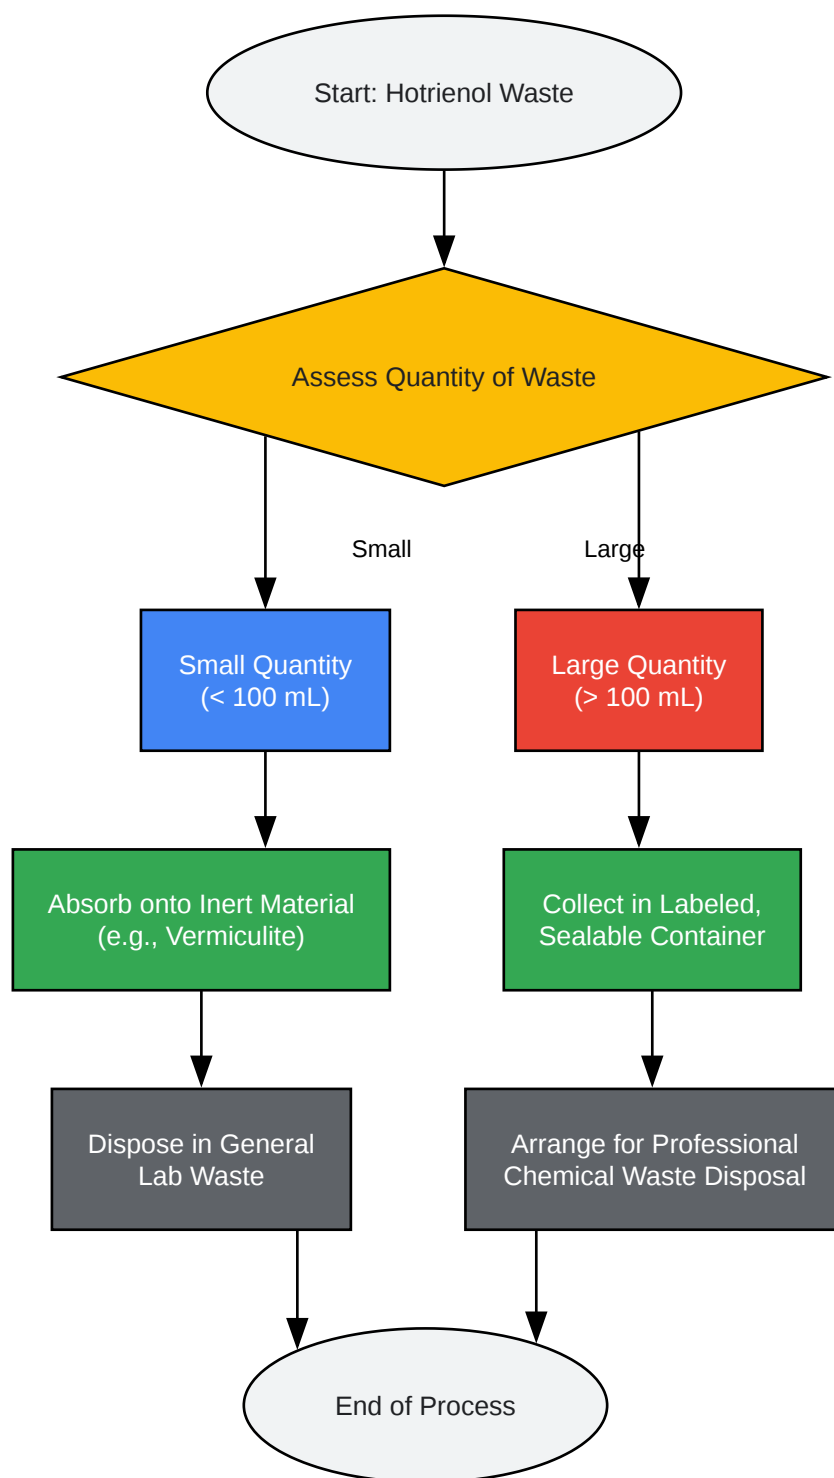 Start: Hotrienol Waste
Assess Quantity of Waste
Small
Large
Small Quantity
(< 100 mL)
Large Quantity
(> 100 mL)
Absorb onto Inert Material
(e.g., Vermiculite)
Collect in Labeled,
Sealable Container
Dispose in General
Lab Waste
Arrange for Professional
Chemical Waste Disposal
End of Process